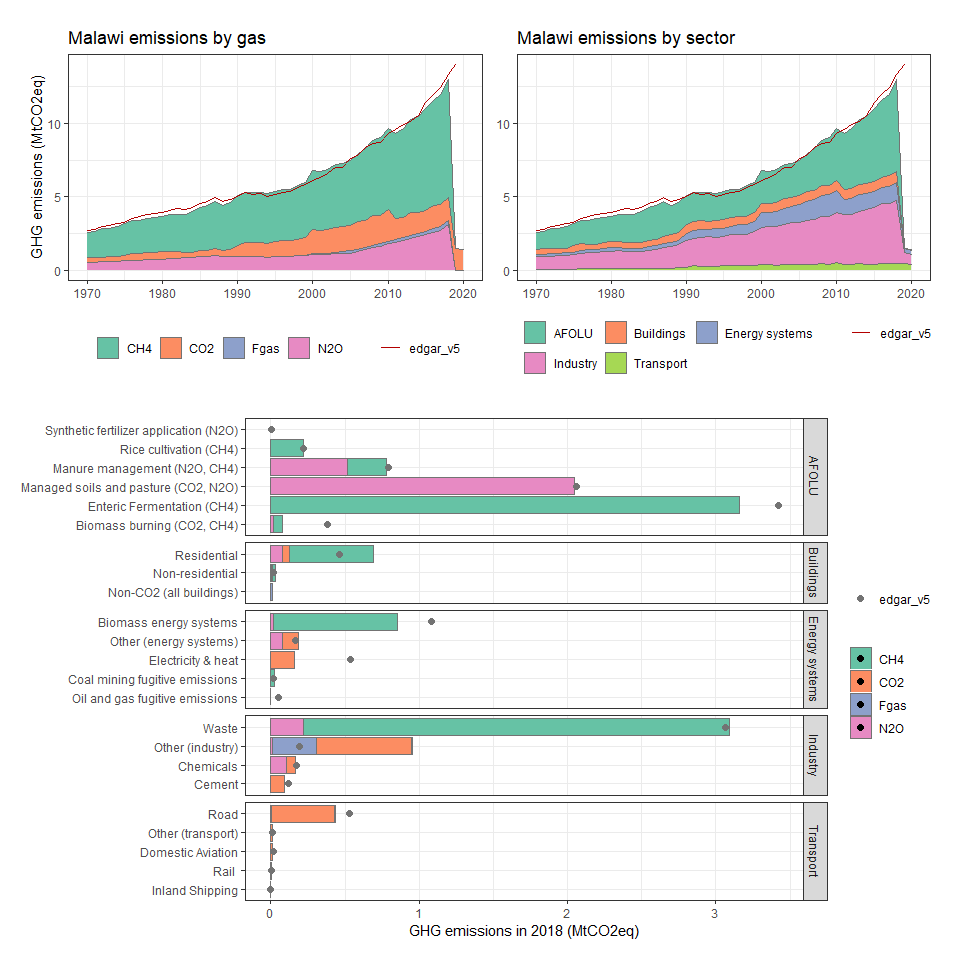 Malawi emissions by gas
GHG emissions (MtCO2eq)
10
5
0
1970
1980
1990
2000
2010
2020
CH4
CO2
Fgas
N2O
edgar_v5
Malawi emissions by sector
10
5
0
1970
1980
1990
2000
2010
2020
AFOLU
Buildings
Energy systems
edgar_v5
Industry
Transport
Synthetic fertilizer application (N2O)
Rice cultivation (CH4)
Manure management (N2O, CH4)
Managed soils and pasture (CO2, N2O)
Enteric Fermentation (CH4)
Biomass burning (CO2, CH4)
AFOLU
Residential
Non-residential
Non-CO2 (all buildings)
Buildings
Biomass energy systems
Other (energy systems)
Electricity & heat
Coal mining fugitive emissions
Oil and gas fugitive emissions
Energy systems
Waste
Other (industry)
Chemicals
Cement
Industry
Road
Other (transport)
Domestic Aviation
Rail
Inland Shipping
Transport
0
1
2
3
GHG emissions in 2018 (MtCO2eq)
edgar_v5
CH4
CO2
Fgas
N2O